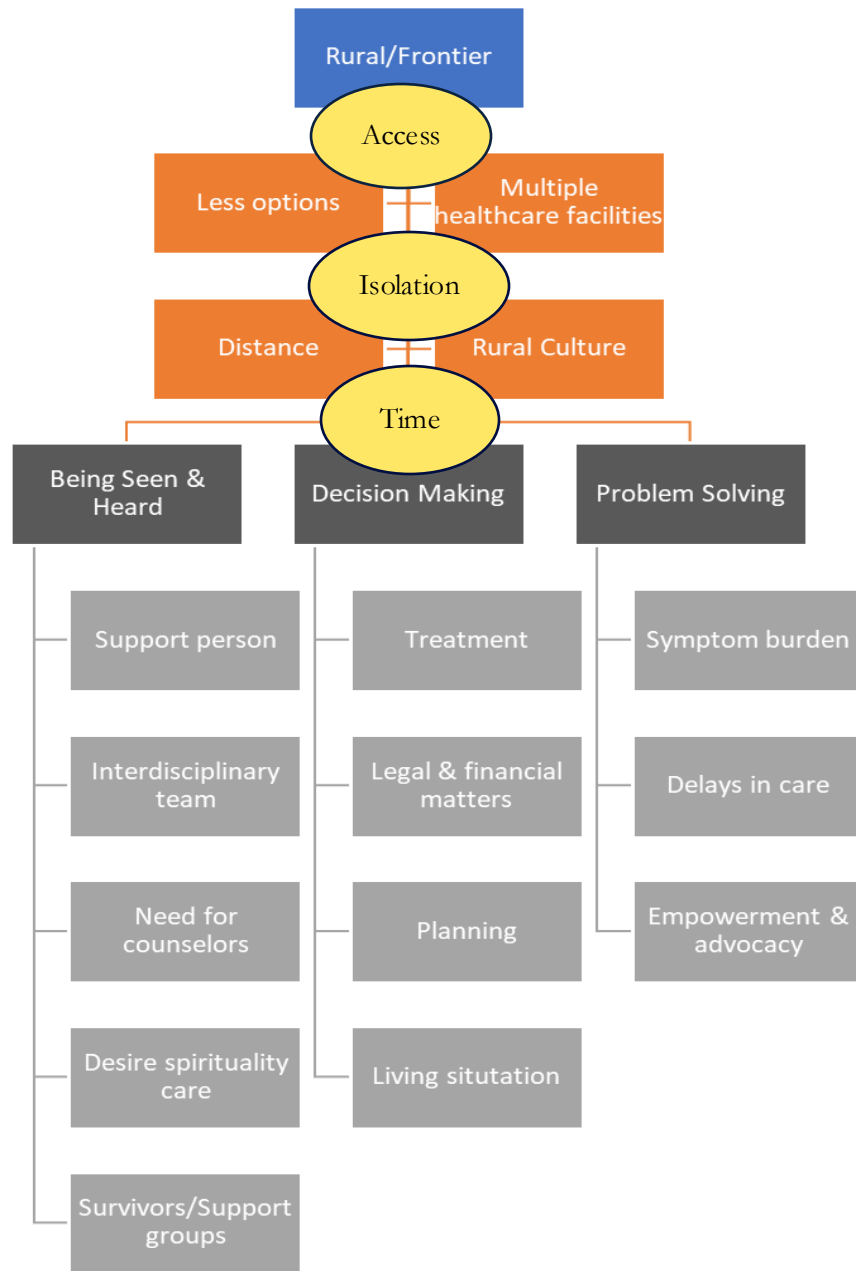 Rural/Frontier
Access
Less options
Multiple
healthcare facilities
Isolation
Distance
Rural Culture
Time
Being Seen &
Heard
Decision Making
Problem Solving
Support person
Treatment
Symptom burden
Interdisciplinary
team
Legal & financial
matters
Delays in care
Need for
counselors
Planning
Empowerment &
advocacy
Desire spirituality
care
Living situtation
Survivors/Support
groups